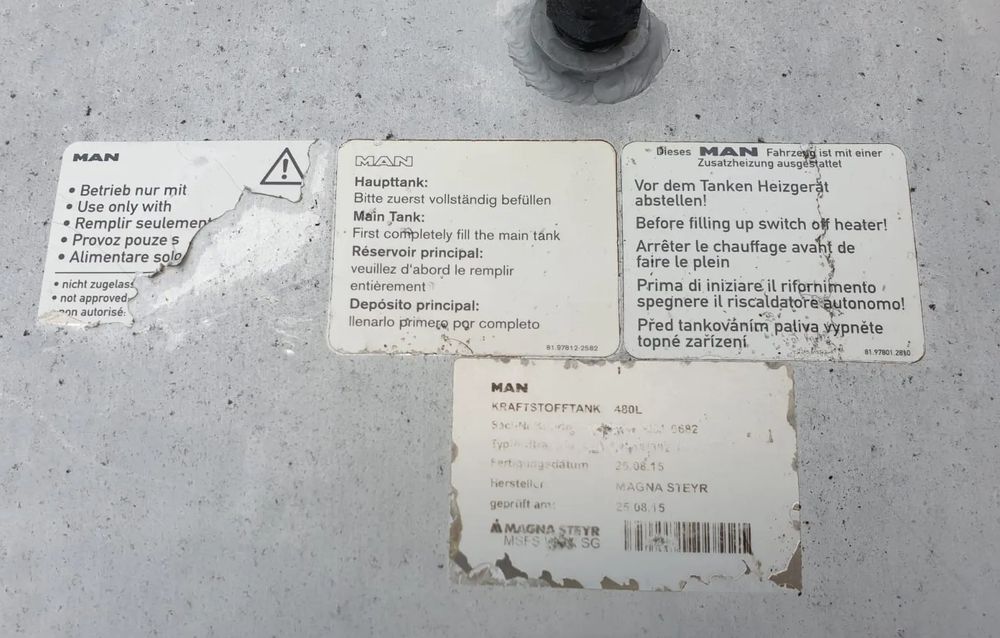 MAN
• Betrieb nur mit
• Use only with
• Remplir seulement
• Provoz pouze s
• Alimentare solo
• nicht zugelass
• not approved
non autorisé:
MAN
Haupttank:
Bitte zuerst vollständig befüllen
Main Tank:
First completely fill the main tank
Réservoir principal:
veuillez d'abord le remplir
entièrement
Depósito principal:
llenarlo primero por completo
81.97812-2582
Dieses MAN Fahrzeug ist mit einer
Zusatzheizung ausgestattet
Vor dem Tanken Heizgerät
abstellen!
Before filling up switch off heater!
Arrêter le chauffage avant de
faire le plein
Prima di iniziare il rifornimento
spegnere il riscaldatore autonomo!
Před tankováním paliva vypněte
topné zařízení
81.97801.2810
MAN
KRAFTSTOFFTANK 480L
6682
Fertigungsdatum 25.08.15
Hersteller MAGNA STEYR
geprüft am: 25.08.15
MAGNA STEYR
MSFS SG